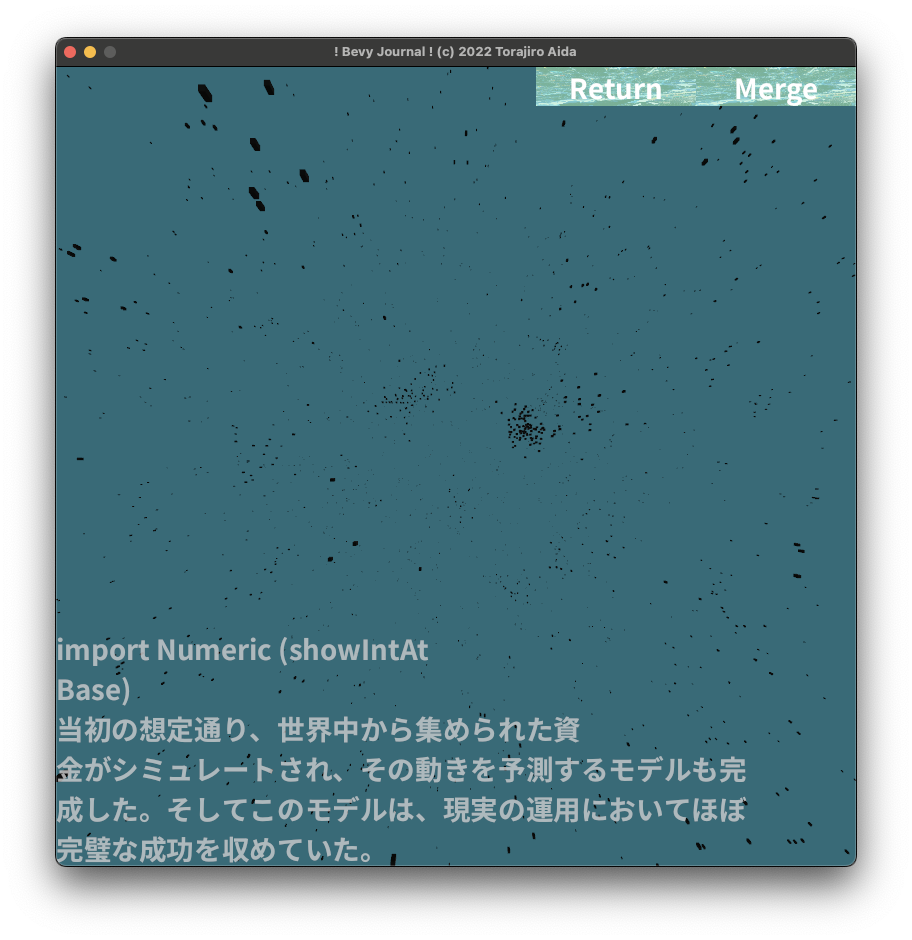 ! Bevy Journal ! (c) 2022 Torajiro Aida
Return Merge
import Numeric (showIntAt
Base)
当初の想定通り、世界中から集められた資
金がシミュレートされ、その動きを予測するモデルも完
成した。そしてこのモデルは、現実の運用においてほぼ
完璧な成功を収めていた。